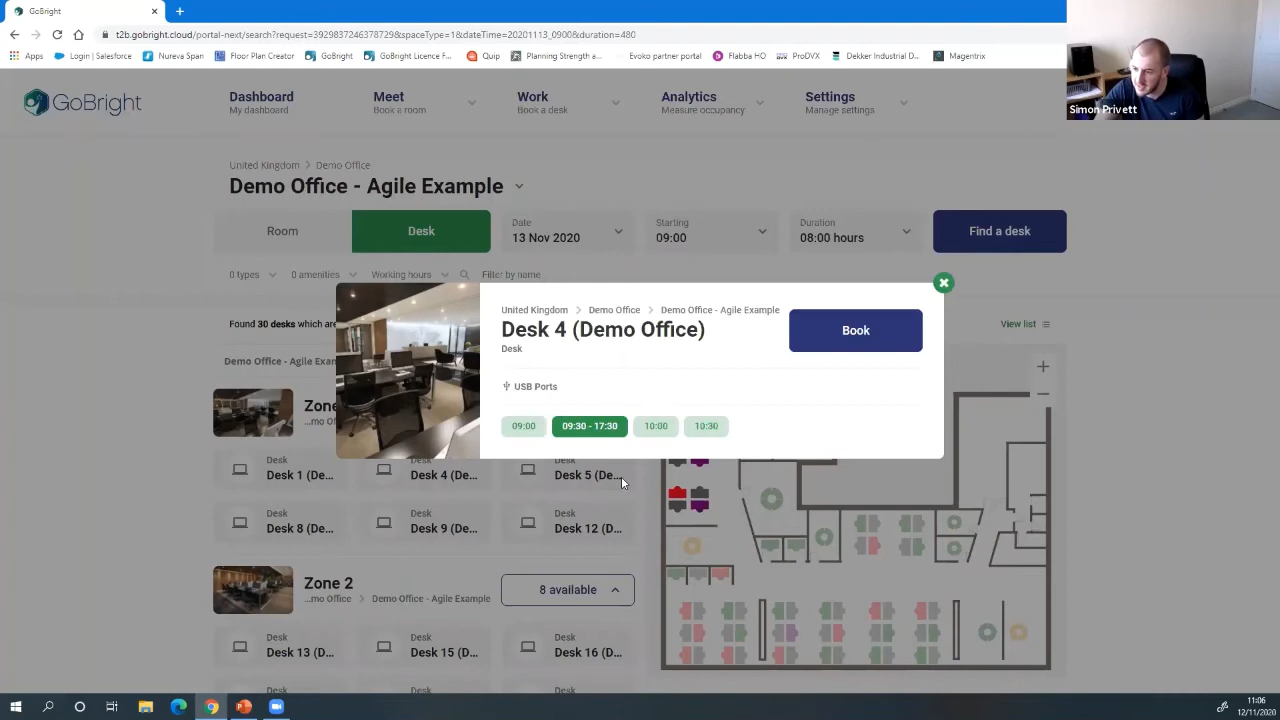 GoBright
t2b.gobright.cloud/portal-next/search?request=3929837246378729&spaceType=1&dateTime=20201113_0900&duration=480
Apps Login | Salesforce Nureva Span Floor Plan Creator GoBright GoBright Licence F... Quip Planning Strength a... Evoko partner portal Flabba HO ProDVX Dekker Industrial D... Magentrix
Simon Privett
GoBright
Dashboard Meet Work Analytics Settings
My dashboard Book a room Book a desk Measure occupancy Manage settings
United Kingdom Demo Office
Demo Office - Agile Example
Room Desk
Date Starting Duration
13 Nov 2020 09:00 08:00 hours
Find a desk
0 types 0 amenities Working hours Filter by name
United Kingdom Demo Office Demo Office - Agile Example
Desk 4 (Demo Office)
Desk
Book
USB Ports
09:00 09:30 - 17:30 10:00 10:30
Found 30 desks which are
View list
Demo Office - Agile Exam
Zone
...mo Office
Desk Desk Desk
Desk 1 (De... Desk 4 (De... Desk 5 (De...
Desk 8 (De... Desk 9 (De... Desk 12 (D...
Zone 2
...mo Office Demo Office - Agile Example
8 available
Desk Desk Desk
Desk 13 (D... Desk 15 (D... Desk 16 (D...
Desk Desk Desk
11:06
12/11/2020